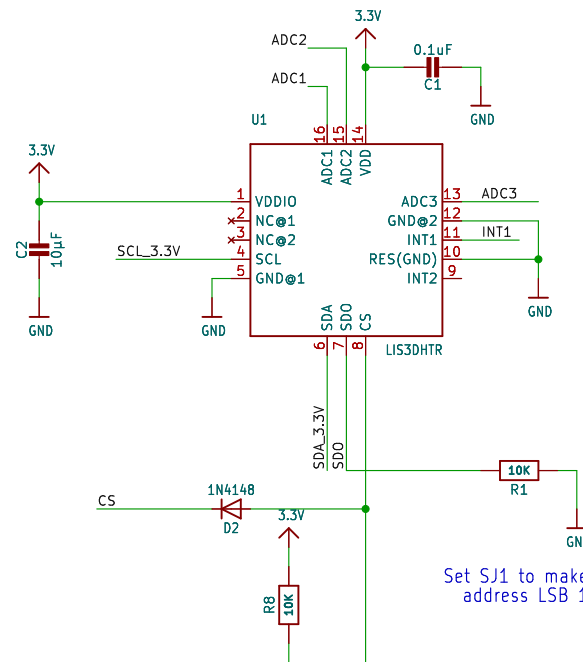 3.3V
ADC2
0.1uF
ADC1
C1
GND
U1
16
15
14
ADC1
ADC2
VDD
3.3V
1
VDDIO
ADC3
13
ADC3
2
NC@1
GND@2
12
3
NC@2
INT1
11
INT1
C2
10µF
SCL_3.3V
4
SCL
RES(GND)
10
5
GND@1
INT2
9
GND
GND
GND
SDA
SDO
CS
6
7
8
LIS3DHTR
SDA_3.3V
SDO
10K
R1
1N4148
CS
D2
3.3V
GN
Set SJ1 to make
address LSB 1
R8
10K